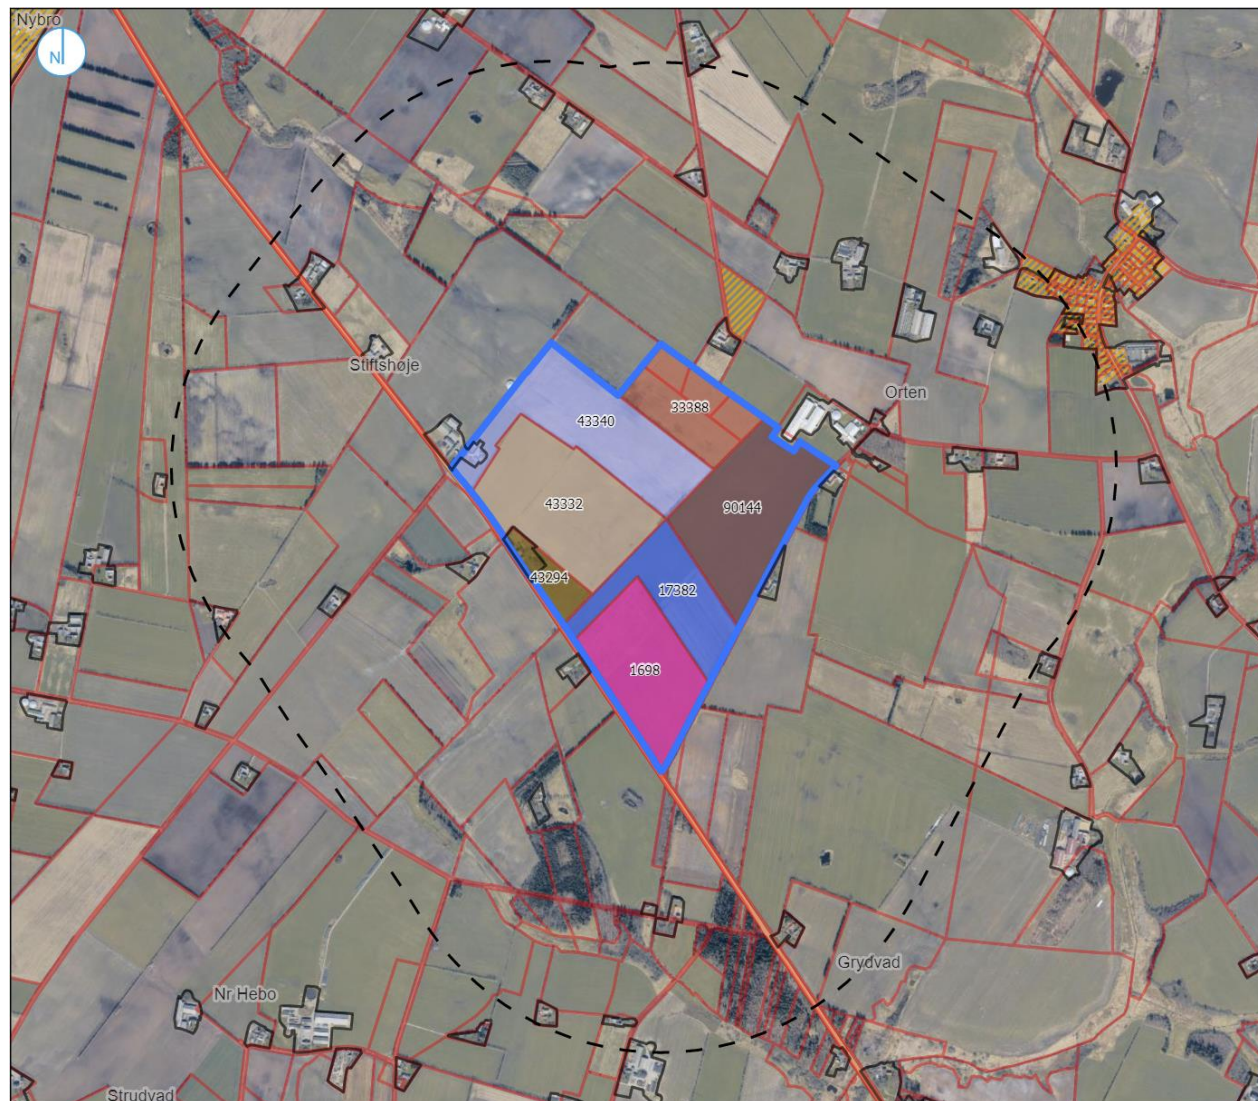 Nybro
N
Stiftshøje
Orten
33388
43340
43332
90144
43294
17382
1698
Grydvad
Nr Hebo
Strudvad